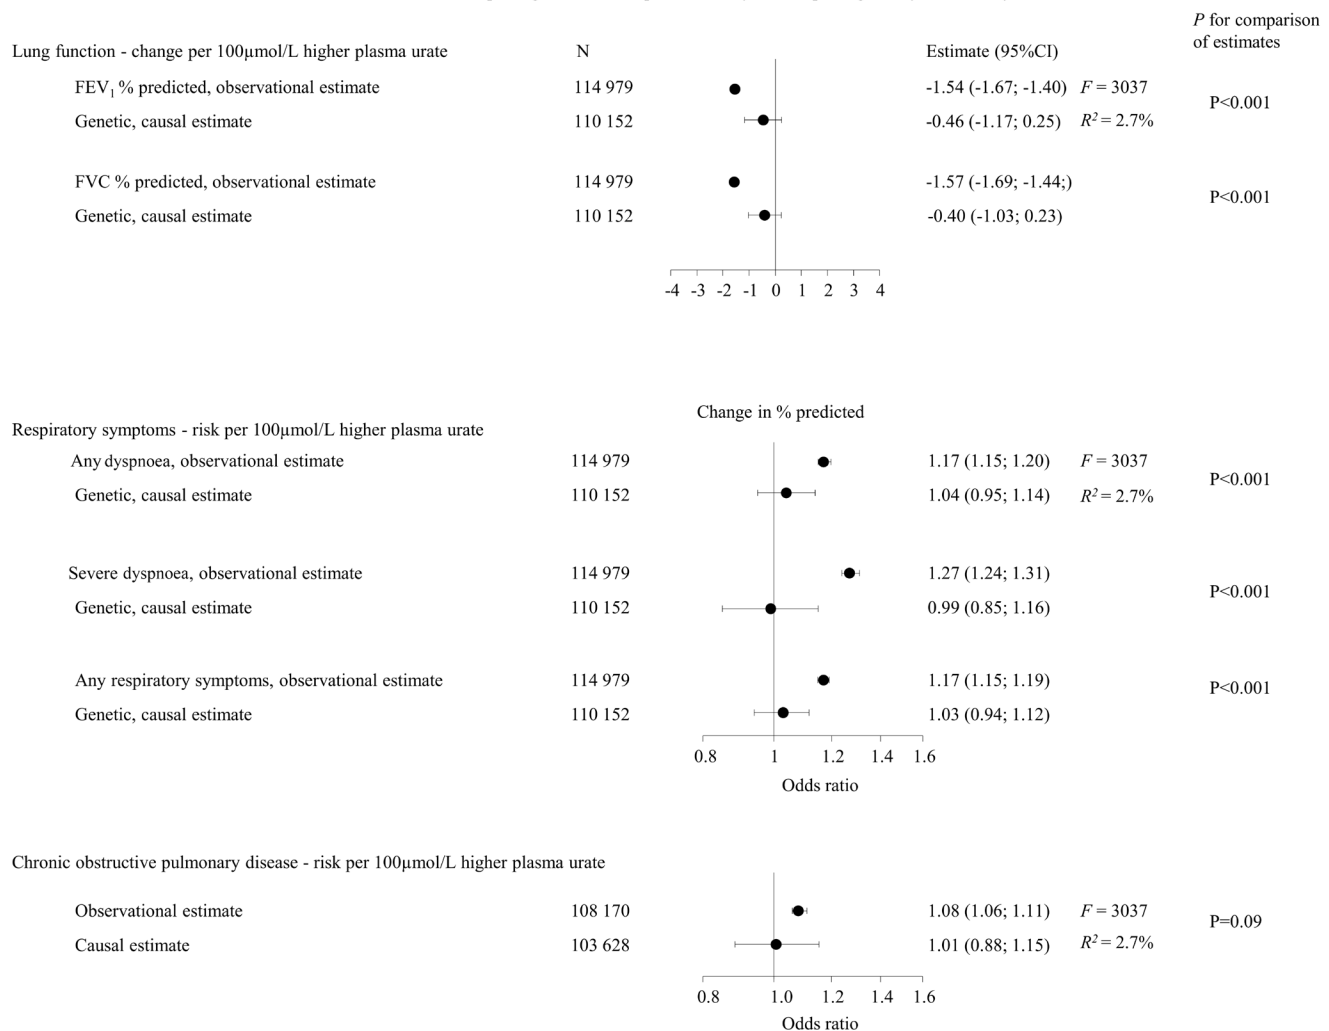 P for comparison
of estimates
Lung function - change per 100µmol/L higher plasma urate N Estimate (95%CI)
FEV1 % predicted, observational estimate 114 979 -1.54 (-1.67; -1.40) F = 3037
P<0.001
Genetic, causal estimate 110 152 -0.46 (-1.17; 0.25) R2 = 2.7%
FVC % predicted, observational estimate 114 979 -1.57 (-1.69; -1.44;)
P<0.001
Genetic, causal estimate 110 152 -0.40 (-1.03; 0.23)
-4 -3 -2 -1 0 1 2 3 4
Change in % predicted
Respiratory symptoms - risk per 100µmol/L higher plasma urate
Any dyspnoea, observational estimate 114 979 1.17 (1.15; 1.20) F = 3037
P<0.001
Genetic, causal estimate 110 152 1.04 (0.95; 1.14) R2 = 2.7%
Severe dyspnoea, observational estimate 114 979 1.27 (1.24; 1.31)
P<0.001
Genetic, causal estimate 110 152 0.99 (0.85; 1.16)
Any respiratory symptoms, observational estimate 114 979 1.17 (1.15; 1.19)
P<0.001
Genetic, causal estimate 110 152 1.03 (0.94; 1.12)
0.8 1 1.2 1.4 1.6
Odds ratio
Chronic obstructive pulmonary disease - risk per 100µmol/L higher plasma urate
Observational estimate 108 170 1.08 (1.06; 1.11) F = 3037
P=0.09
Causal estimate 103 628 1.01 (0.88; 1.15) R2 = 2.7%
0.8 1.0 1.2 1.4 1.6
Odds ratio